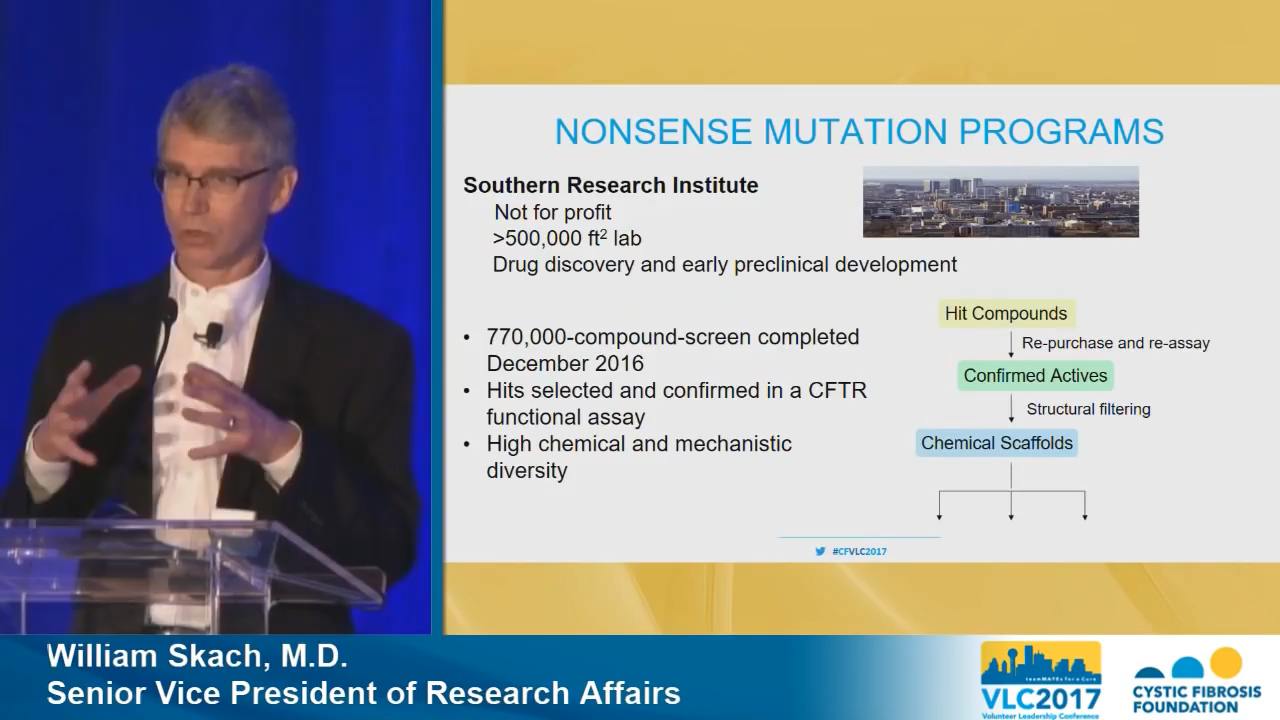 NONSENSE MUTATION PROGRAMS
Southern Research Institute
Not for profit
>500,000 ft² lab
Drug discovery and early preclinical development
• 770,000-compound-screen completed
December 2016
• Hits selected and confirmed in a CFTR
functional assay
• High chemical and mechanistic
diversity
Hit Compounds
Re-purchase and re-assay
Confirmed Actives
Structural filtering
Chemical Scaffolds
#CFVLC2017
William Skach, M.D.
Senior Vice President of Research Affairs
teamMATEs For a Cure
VLC2017
Volunteer Leadership Conference
CYSTIC FIBROSIS
FOUNDATION